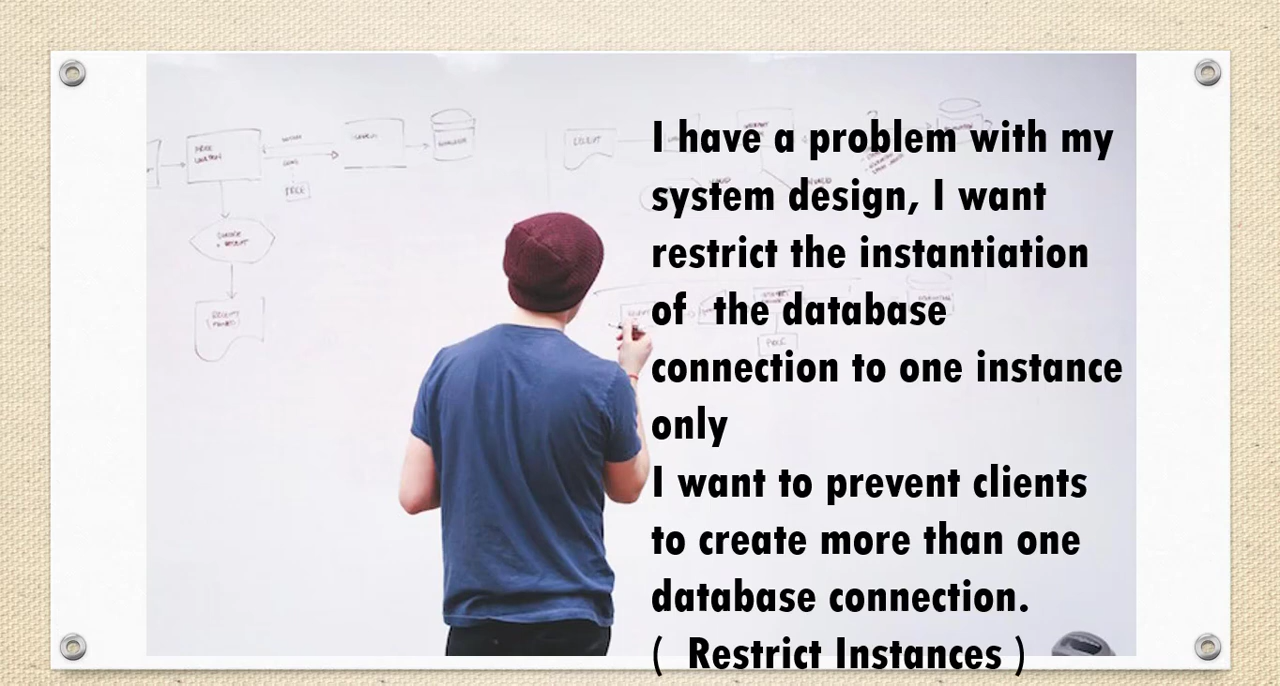 I have a problem with my
system design, I want
restrict the instantiation
of  the database
connection to one instance
only
I want to prevent clients
to create more than one
database connection.
(  Restrict Instances )
PRICE